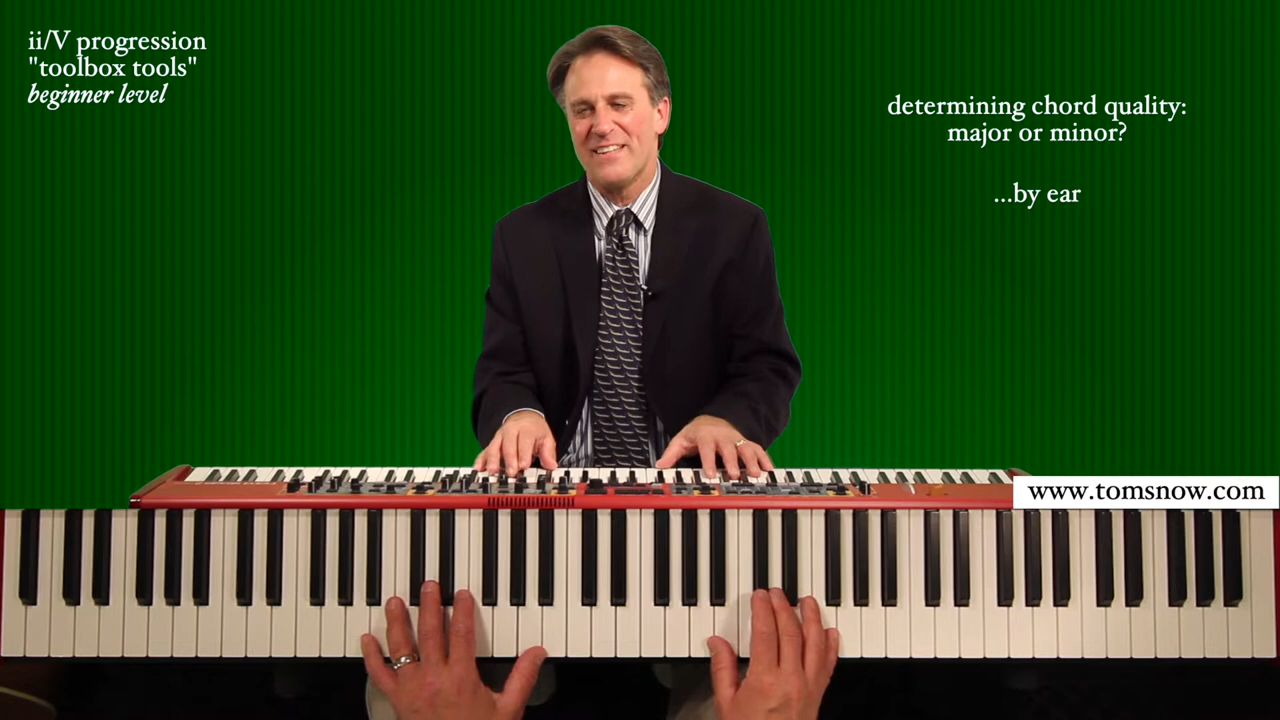 ii/V progression
"toolbox tools"
beginner level
determining chord quality:
major or minor?
...by ear
www.tomsnow.com